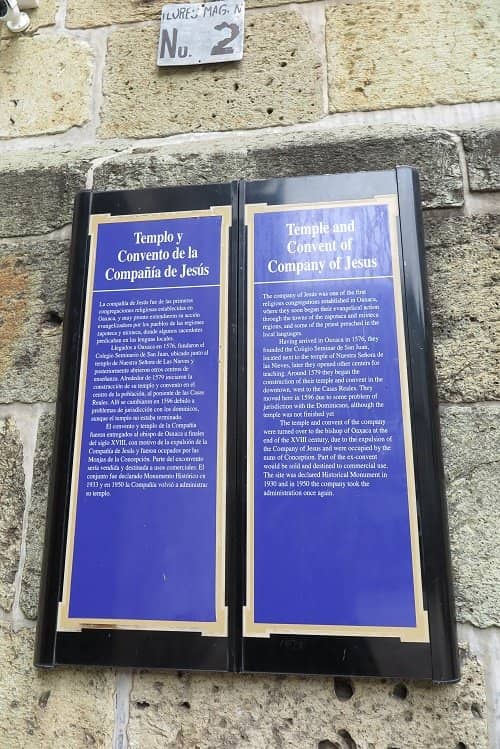 FLORES MAGÓN
Nu. 2
Templo y
Convento de la
Compañía de Jesús
La compañía de Jesús fue de las primeras
congregaciones religiosas establecidas en
Oaxaca, y muy pronto extendieron su acción
evangelizadora por los pueblos de las regiones
zapoteca y mixteca, donde algunos sacerdotes
predicaban en las lenguas locales.
Llegados a Oaxaca en 1576, fundaron el
Colegio Seminario de San Juan, ubicado junto al
templo de Nuestra Señora de Las Nieves y
posteriormente abrieron otros centros de
enseñanza. Alrededor de 1579 iniciaron la
construcción de su templo y convento en el
centro de la población, al poniente de las Casas
Reales. Allí se cambiaron en 1596 debido a
problemas de jurisdicción con los dominicos,
aunque el templo no estaba terminado.
El convento y templo de la Compañía
fueron entregados al obispo de Oaxaca a finales
del siglo XVIII, con motivo de la expulsión de la
Compañía de Jesús y fueron ocupados por las
Monjas de la Concepción. Parte del exconvento
sería vendida y destinada a usos comerciales. El
conjunto fue declarado Monumento Histórico en
1933 y en 1950 la Compañía volvió a administrar
su templo.
Temple and
Convent of
Company of Jesus
The company of Jesus was one of the first
religious congregations established in Oaxaca,
where they soon began their evangelical action
through the towns of the zapoteca and mixteca
regions, and some of the priest preached in the
local languages.
Having arrived in Oaxaca in 1576, they
founded the Colegio Seminar de San Juan,
located next to the temple of Nuestra Señora de
las Nieves, later they opened other centers for
teaching. Around 1579 they began the
construction of their temple and convent in the
downtown, west to the Casas Reales. They
moved here in 1596 due to some problem of
jurisdiction with the Dominicos, although the
temple was not finished yet
The temple and convent of the company
were turned over to the bishop of Oaxaca of the
end of the XVIII century, due to the expulsion of
the Company of Jesus and were occupied by the
nuns of Conception. Part of the ex-convent
would be sold and destined to commercial use.
The site was declared Historical Monument in
1930 and in 1950 the company took the
administration once again.